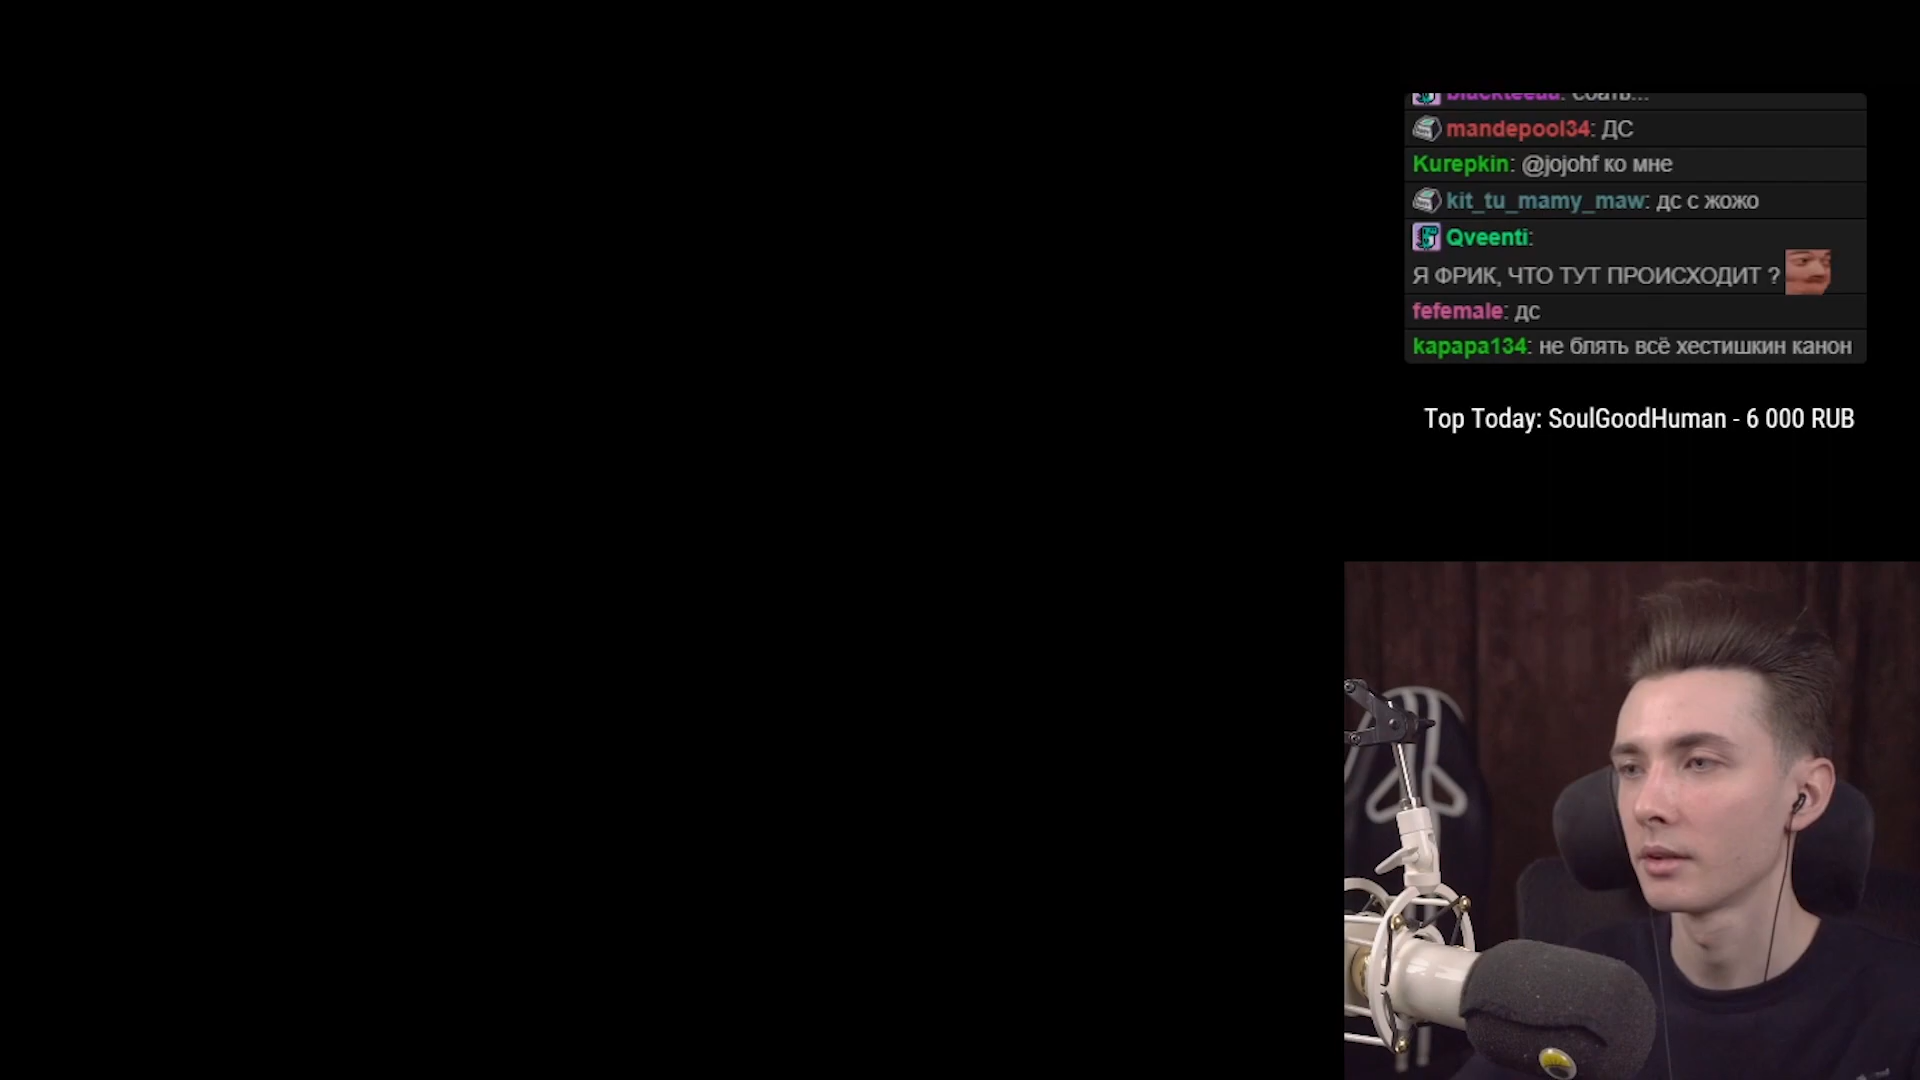 mandepool34: ДС
Kurepkin: @jojohf ко мне
kit_tu_mamy_maw: дс с жожо
Qveenti:
Я ФРИК, ЧТО ТУТ ПРОИСХОДИТ ?
fefemale: дс
kapapa134: не блять всё хестишкин канон
Top Today: SoulGoodHuman - 6 000 RUB